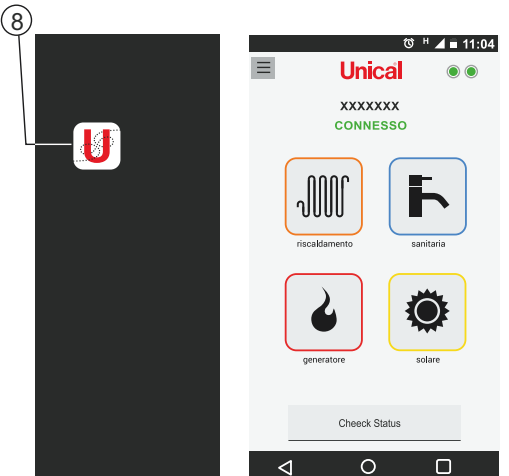 8
U
H 11:04
Unical
XXXXXXX
CONNESSO
riscaldamento
sanitaria
generatore
solare
Cheeck Status